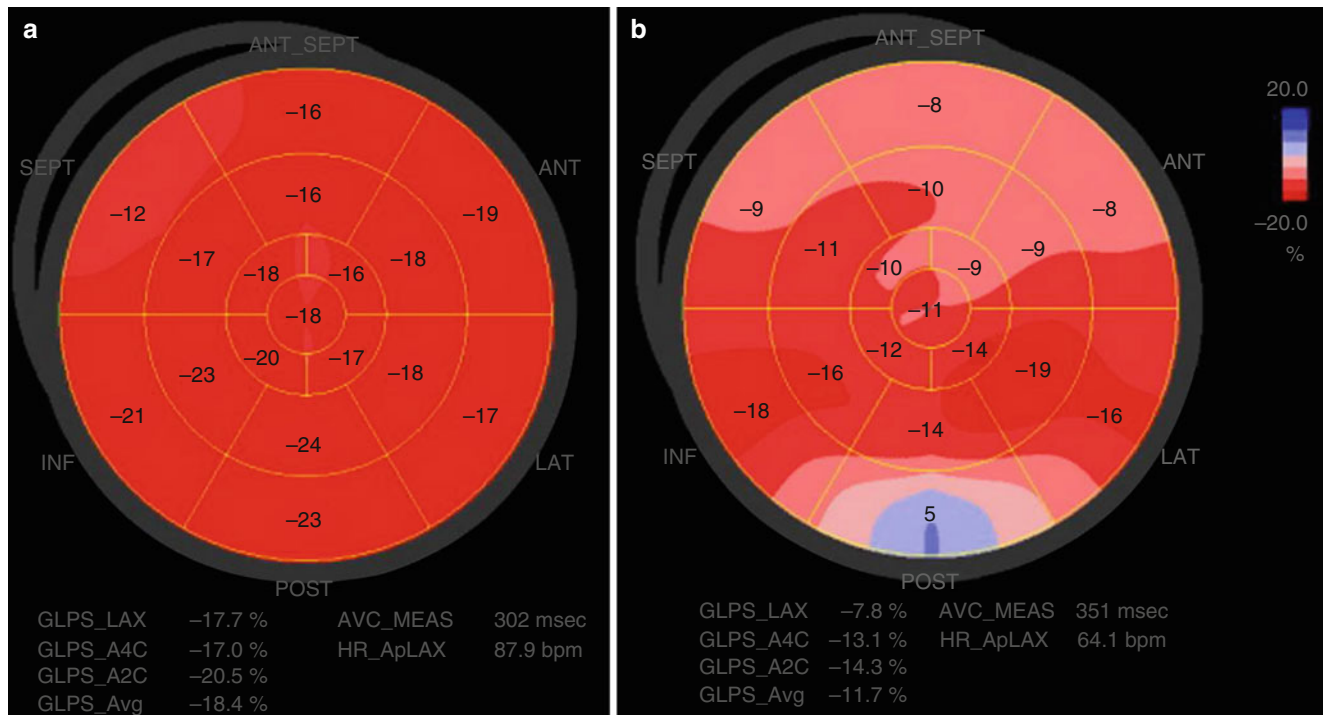 a
ANT_SEPT
–16
SEPT
ANT
–16
–12
–19
–17
–18
–18
–16
–18
–20
–17
–23
–18
–21
–17
–24
INF
LAT
–23
POST
GLPS_LAX –17.7 % AVC_MEAS 302 msec
GLPS_A4C –17.0 % HR_ApLAX 87.9 bpm
GLPS_A2C –20.5 %
GLPS_Avg –18.4 %
b
ANT_SEPT
20.0
–8
SEPT
ANT
–10
–9
–8
–20.0
%
–11
–9
–10
–9
–11
–12
–14
–16
–19
–18
–16
–14
INF
LAT
5
POST
GLPS_LAX –7.8 % AVC_MEAS 351 msec
GLPS_A4C –13.1 % HR_ApLAX 64.1 bpm
GLPS_A2C –14.3 %
GLPS_Avg –11.7 %